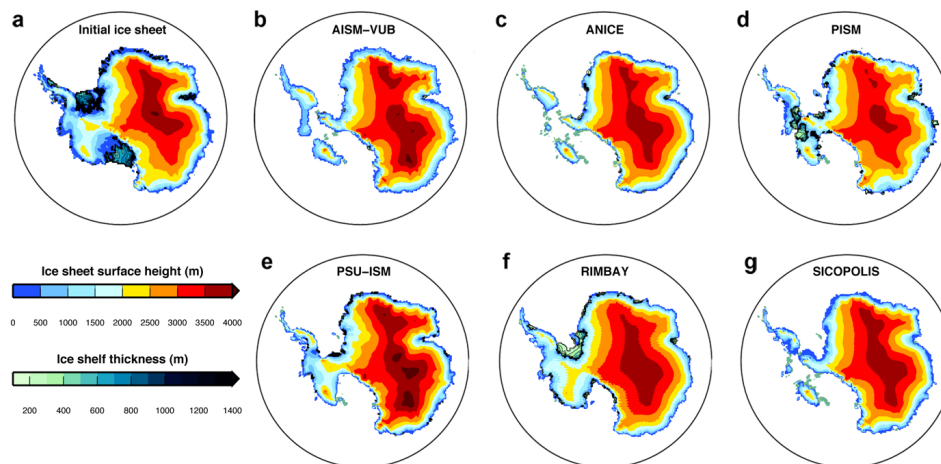 a
Initial ice sheet
b
AISM–VUB
c
ANICE
d
PISM
Ice sheet surface height (m)
0 500 1000 1500 2000 2500 3000 3500 4000
Ice shelf thickness (m)
200 400 600 800 1000 1200 1400
e
PSU–ISM
f
RIMBAY
g
SICOPOLIS